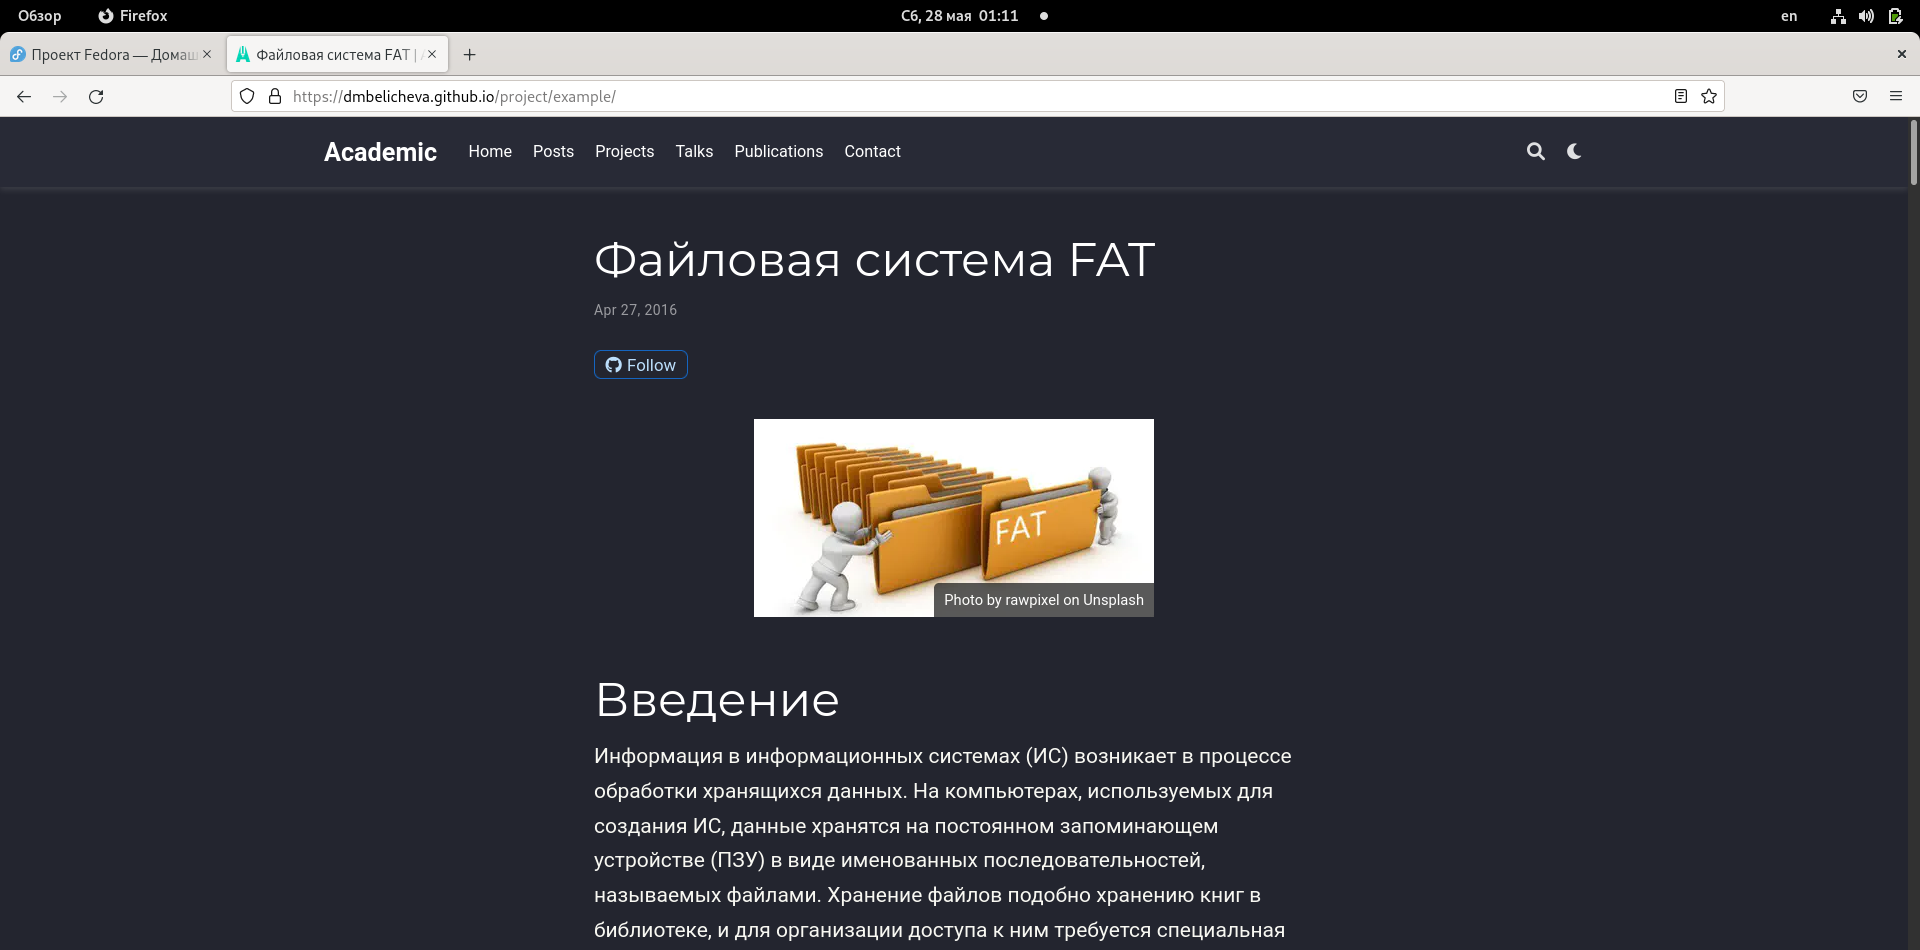 Обзор
Firefox
Сб, 28 мая 01:11
en
Проект Fedora — Домаш
Файловая система FAT |
https://dmbelicheva.github.io/project/example/
Academic
Home
Posts
Projects
Talks
Publications
Contact
Файловая система FAT
Apr 27, 2016
Follow
FAT
Photo by rawpixel on Unsplash
Введение
Информация в информационных системах (ИС) возникает в процессе
обработки хранящихся данных. На компьютерах, используемых для
создания ИС, данные хранятся на постоянном запоминающем
устройстве (ПЗУ) в виде именованных последовательностей,
называемых файлами. Хранение файлов подобно хранению книг в
библиотеке, и для организации доступа к ним требуется специальная